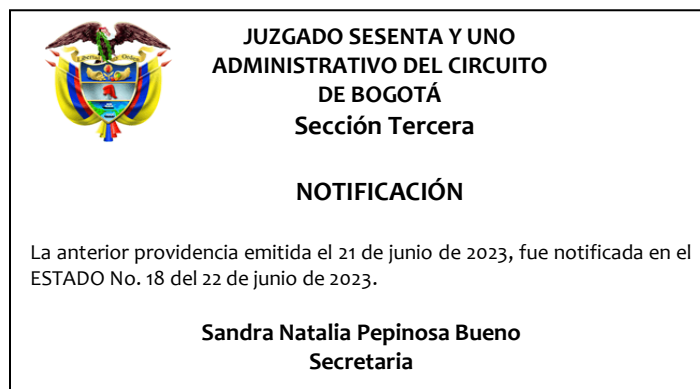 JUZGADO SESENTA Y UNO
ADMINISTRATIVO DEL CIRCUITO
DE BOGOTÁ
Sección Tercera
NOTIFICACIÓN
La anterior providencia emitida el 21 de junio de 2023, fue notificada en el
ESTADO No. 18 del 22 de junio de 2023.
Sandra Natalia Pepinosa Bueno
Secretaria